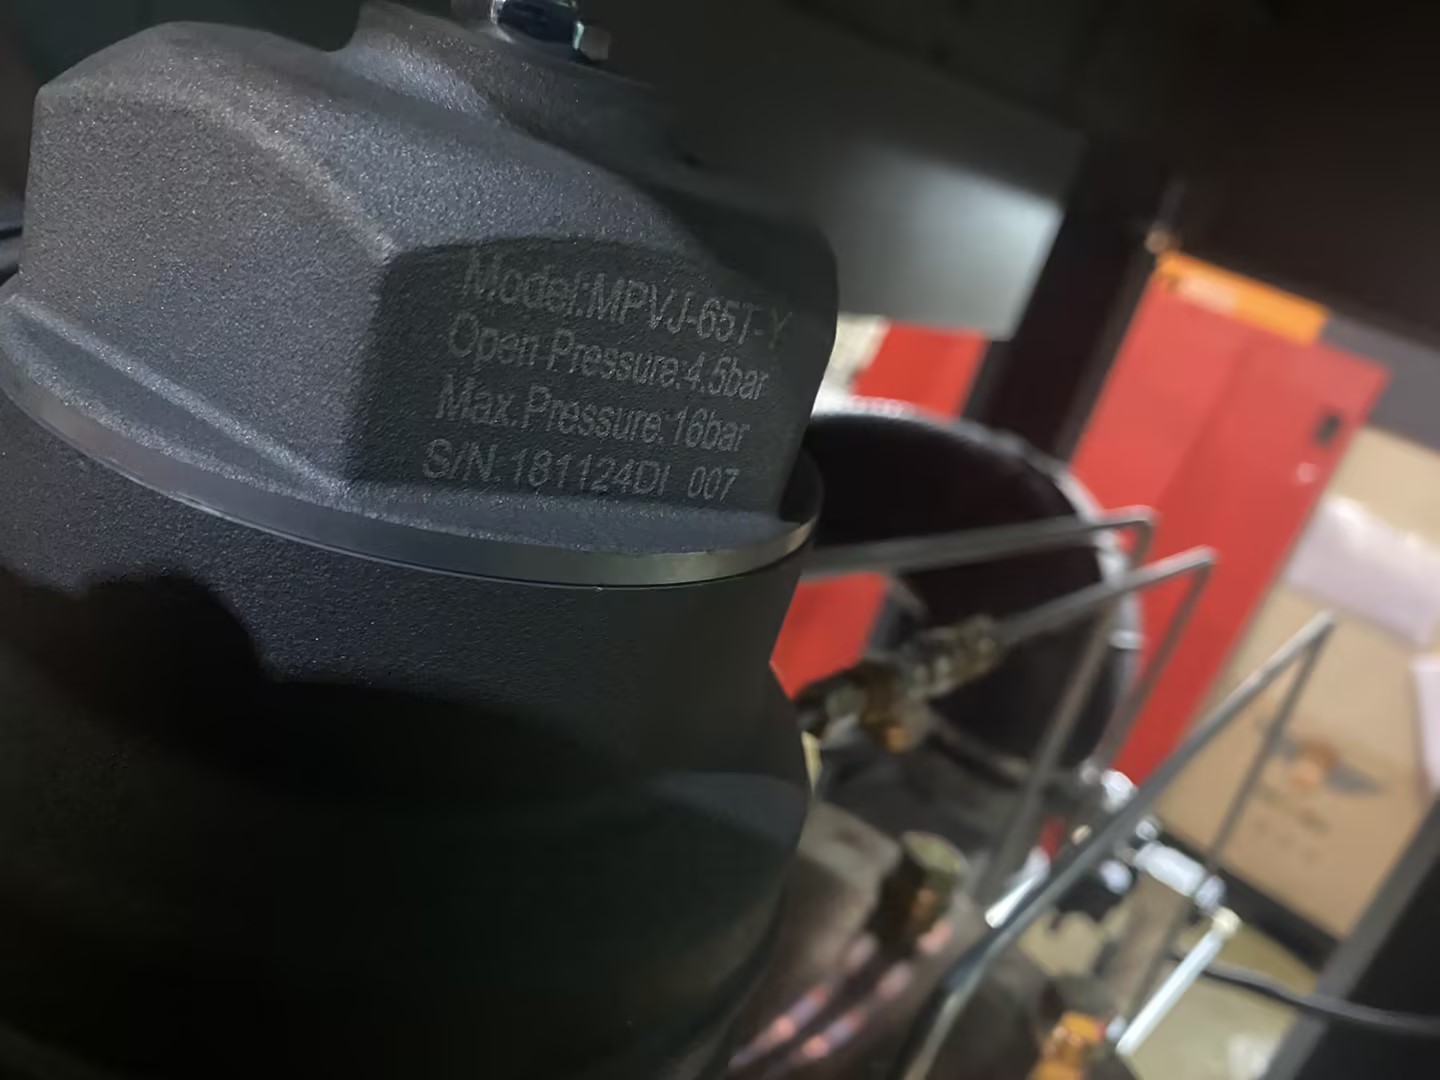 Model:MPVJ-65T-Y
Open Pressure:4.5bar
Max.Pressure:16bar
S/N.181124DI 007